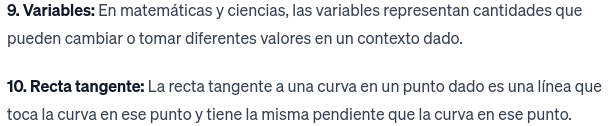 9. Variables: En matemáticas y ciencias, las variables representan cantidades que
pueden cambiar o tomar diferentes valores en un contexto dado.
10. Recta tangente: La recta tangente a una curva en un punto dado es una línea que
toca la curva en ese punto y tiene la misma pendiente que la curva en ese punto.